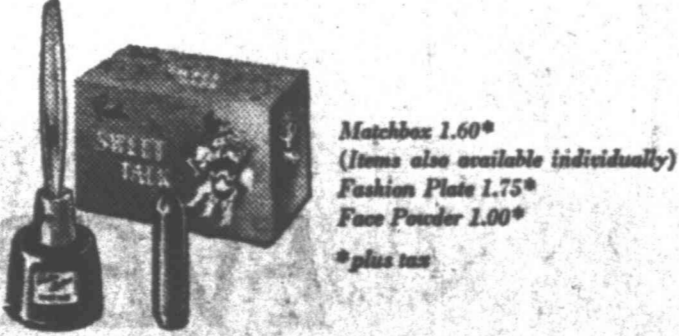 SWEET
TALK
Matchbox 1.60*
(Items also available individually)
Fashion Plate 1.75*
Face Powder 1.00*
*plus tax